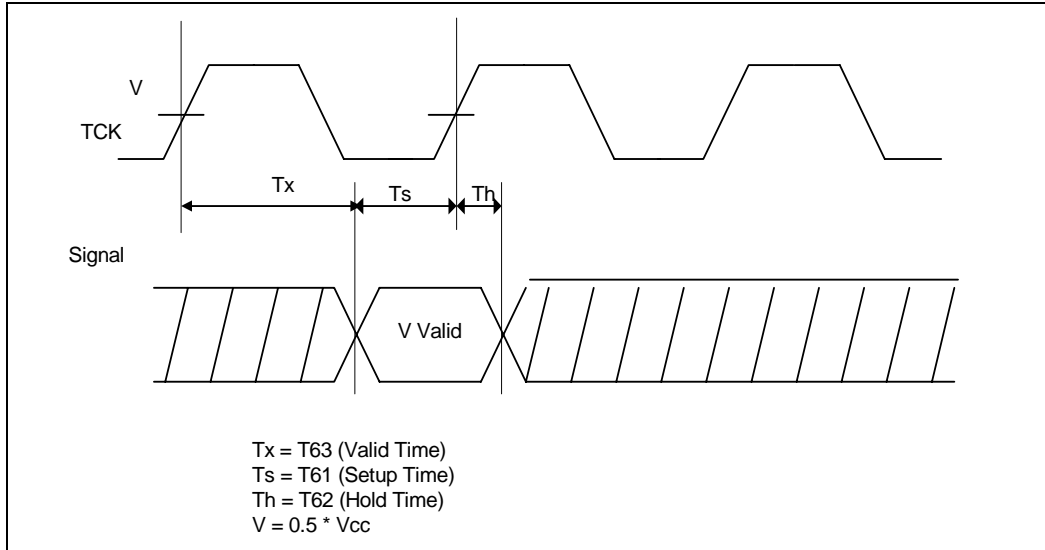 V
TCK
Tx
Ts
Th
Signal
V Valid
Tx = T63 (Valid Time)
Ts = T61 (Setup Time)
Th = T62 (Hold Time)
V = 0.5 * Vcc